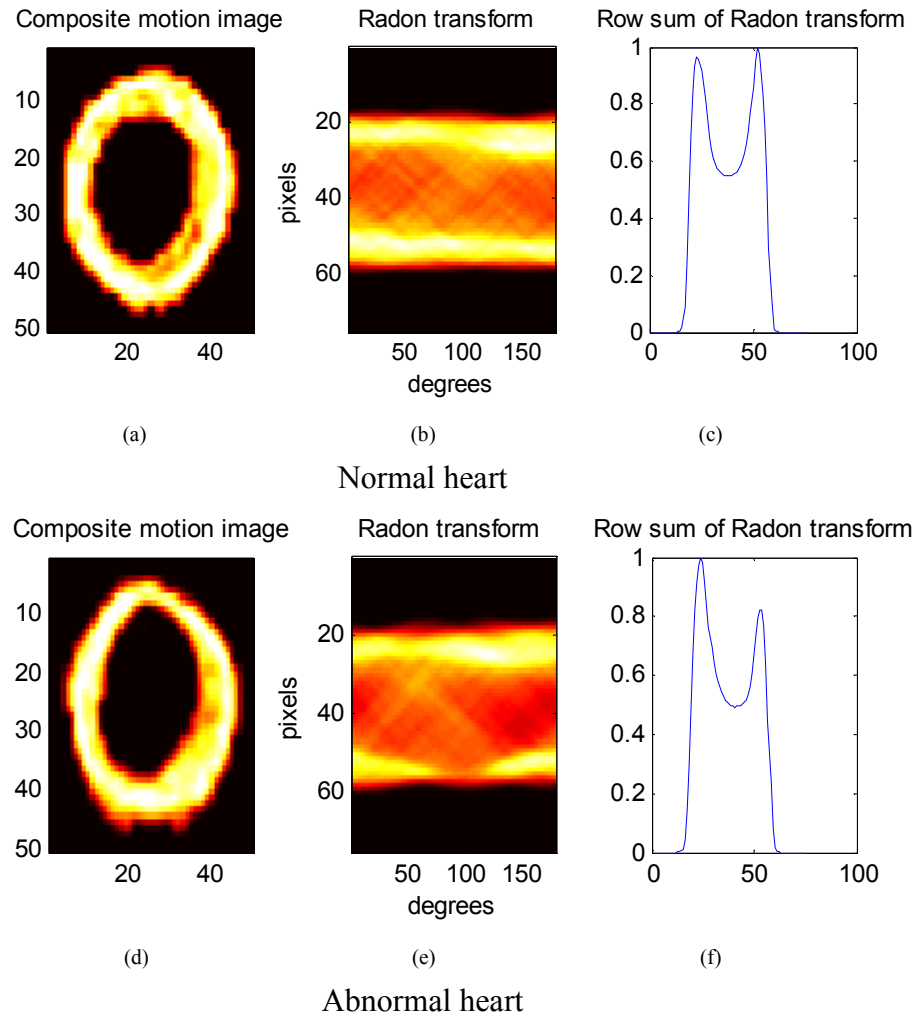 Composite motion image
Radon transform
Row sum of Radon transform
10
20
30
40
50
20
40
pixels
20
40
60
50
100
150
degrees
1
0.8
0.6
0.4
0.2
0
0
50
100
(a)
(b)
(c)
Normal heart
Composite motion image
Radon transform
Row sum of Radon transform
10
20
30
40
50
20
40
pixels
20
40
60
50
100
150
degrees
1
0.8
0.6
0.4
0.2
0
0
50
100
(d)
(e)
(f)
Abnormal heart